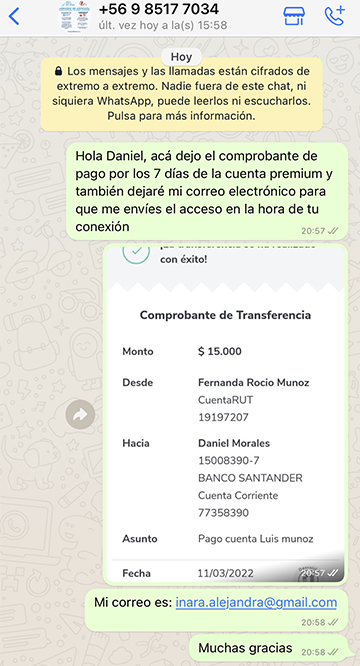 +56 9 8517 7034
últ. vez hoy a la(s) 15:58
Hoy
Los mensajes y las llamadas están cifrados de
extremo a extremo. Nadie fuera de este chat, ni
siquiera WhatsApp, puede leerlos ni escucharlos.
Pulsa para más información.
Hola Daniel, acá dejo el comprobante de
pago por los 7 días de la cuenta premium y
también dejaré mi correo electrónico para
que me envíes el acceso en la hora de tu
conexión
20:57
con éxito!
Comprobante de Transferencia
Monto $ 15.000
Desde Fernanda Rocio Munoz
CuentaRUT
19197207
Hacia Daniel Morales
15008390-7
BANCO SANTANDER
Cuenta Corriente
77358390
Asunto Pago cuenta Luis munoz
Fecha 11/03/2022
20:57
Mi correo es: inara.alejandra@gmail.com
20:58
Muchas gracias 20:58